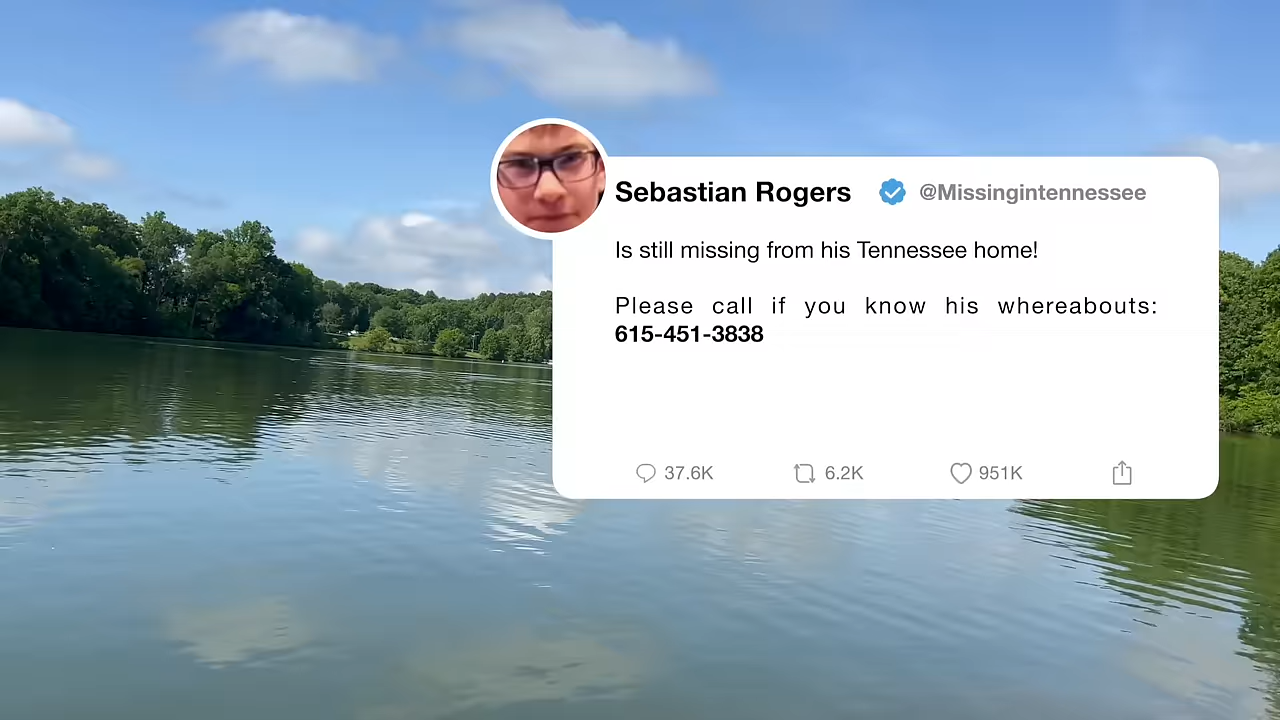 Sebastian Rogers @Missingintennessee
Is still missing from his Tennessee home!
Please call if you know his whereabouts:
615-451-3838
37.6K 6.2K 951K